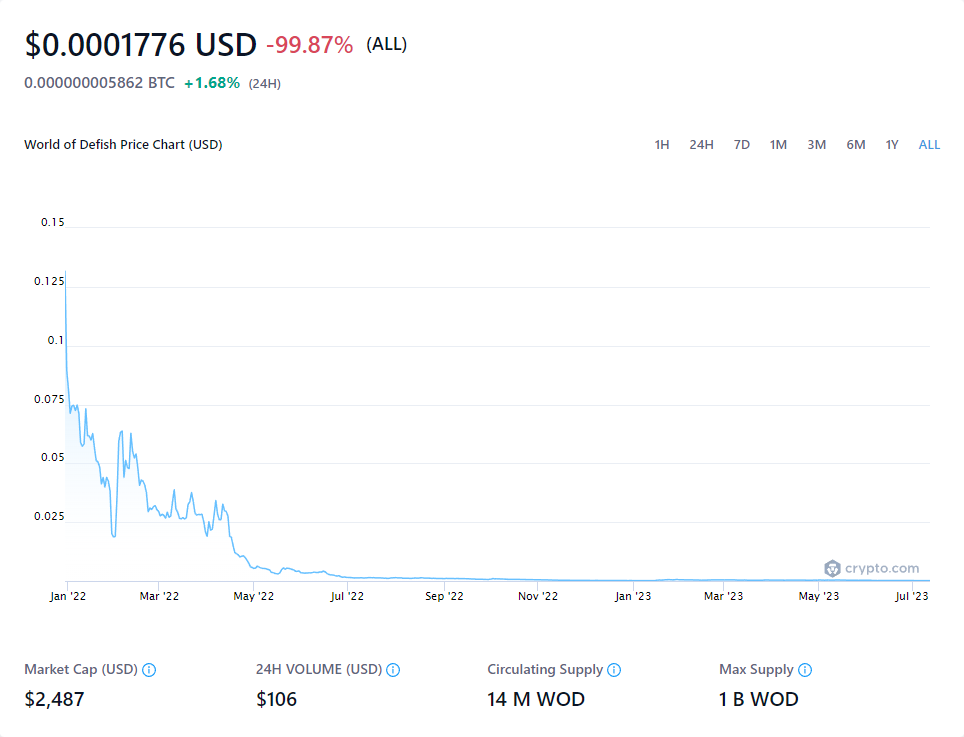 $0.0001776 USD -99.87% (ALL)
0.000000005862 BTC +1.68% (24H)
World of Defish Price Chart (USD) 1H 24H 7D 1M 3M 6M 1Y ALL
0.15
0.125
0.1
0.075
0.05
0.025
crypto.com
Jan '22 Mar '22 May '22 Jul '22 Sep '22 Nov '22 Jan '23 Mar '23 May '23 Jul '23
Market Cap (USD) 24H VOLUME (USD) Circulating Supply Max Supply
$2,487 $106 14 M WOD 1 B WOD